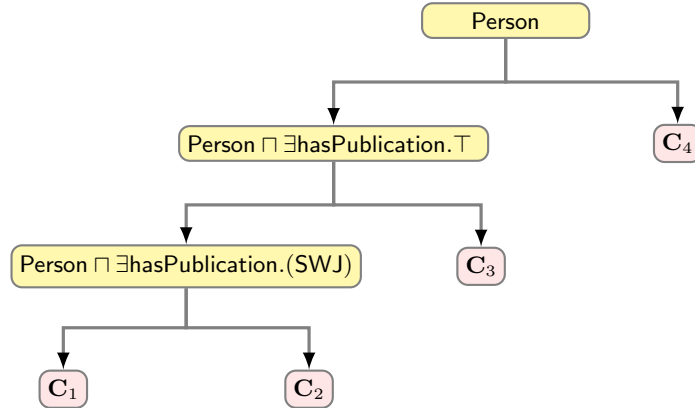 Person
Person ⊓ ∃hasPublication.⊤
C₄
Person ⊓ ∃hasPublication.(SWJ)
C₃
C₁
C₂